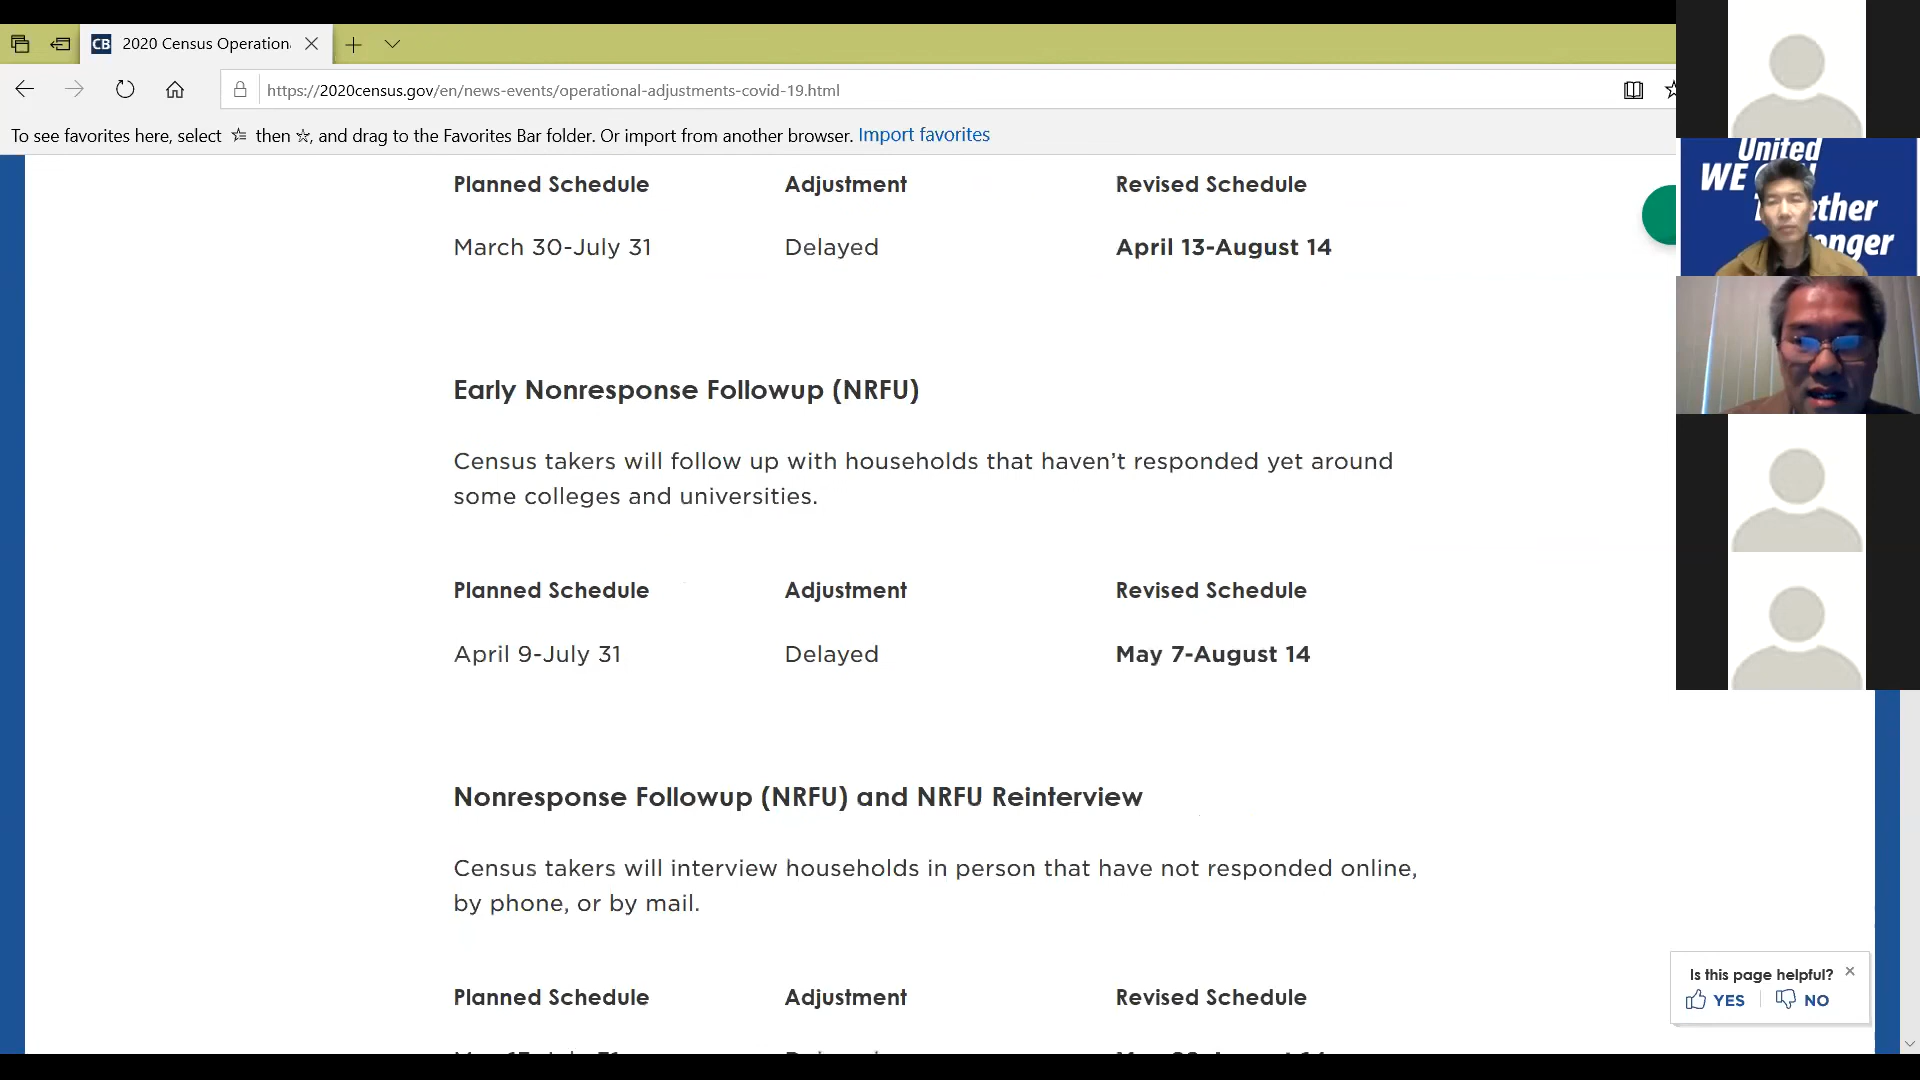 CB 2020 Census Operation
https://2020census.gov/en/news-events/operational-adjustments-covid-19.html
To see favorites here, select then ☆, and drag to the Favorites Bar folder. Or import from another browser. Import favorites
Planned Schedule Adjustment Revised Schedule
March 30-July 31 Delayed April 13-August 14
Early Nonresponse Followup (NRFU)
Census takers will follow up with households that haven’t responded yet around
some colleges and universities.
Planned Schedule Adjustment Revised Schedule
April 9-July 31 Delayed May 7-August 14
Nonresponse Followup (NRFU) and NRFU Reinterview
Census takers will interview households in person that have not responded online,
by phone, or by mail.
Planned Schedule Adjustment Revised Schedule
United
WE
Is this page helpful?
YES NO